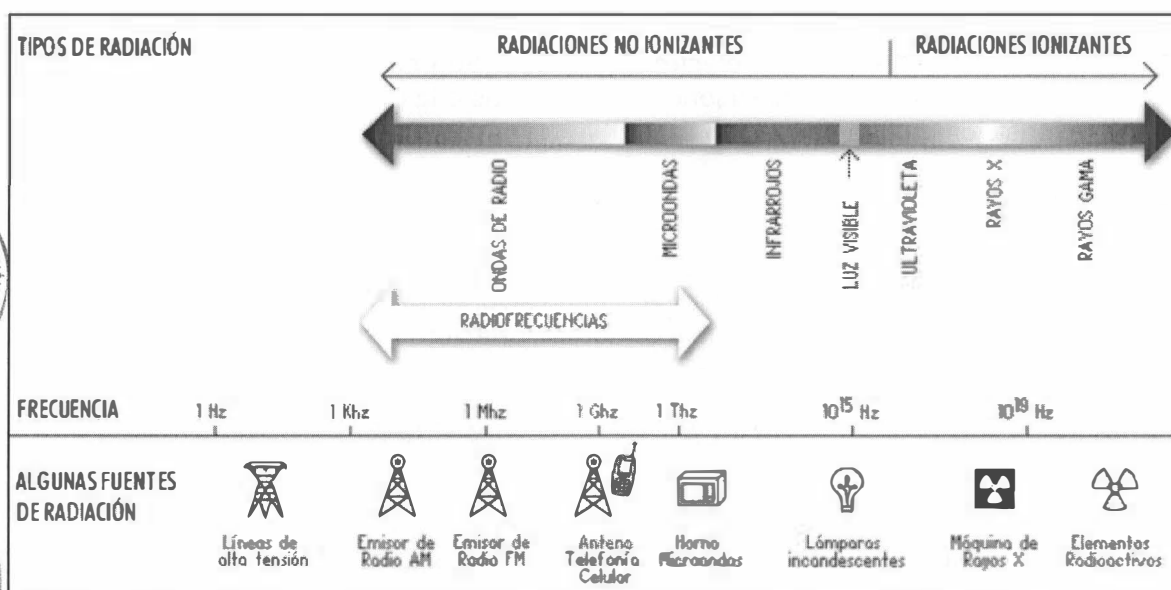 TIPOS DE RADIACIÓN
RADIACIONES NO IONIZANTES
RADIACIONES IONIZANTES
ONDAS DE RADIO
MICROONDAS
INFRARROJOS
LUZ VISIBLE
ULTRAVIOLETA
RAYOS X
RAYOS GAMA
RADIOFRECUENCIAS
FRECUENCIA
1 Hz
1 Khz
1 Mhz
1 Ghz
1 Thz
10¹⁵ Hz
10¹⁹ Hz
ALGUNAS FUENTES
DE RADIACIÓN
Líneas de
alta tensión
Emisor de
Radio AM
Emisor de
Radio FM
Antena
Telefonía
Celular
Horno
Microondas
Lámparas
incandescentes
Máquina de
Rayos X
Elementos
Radioactivos